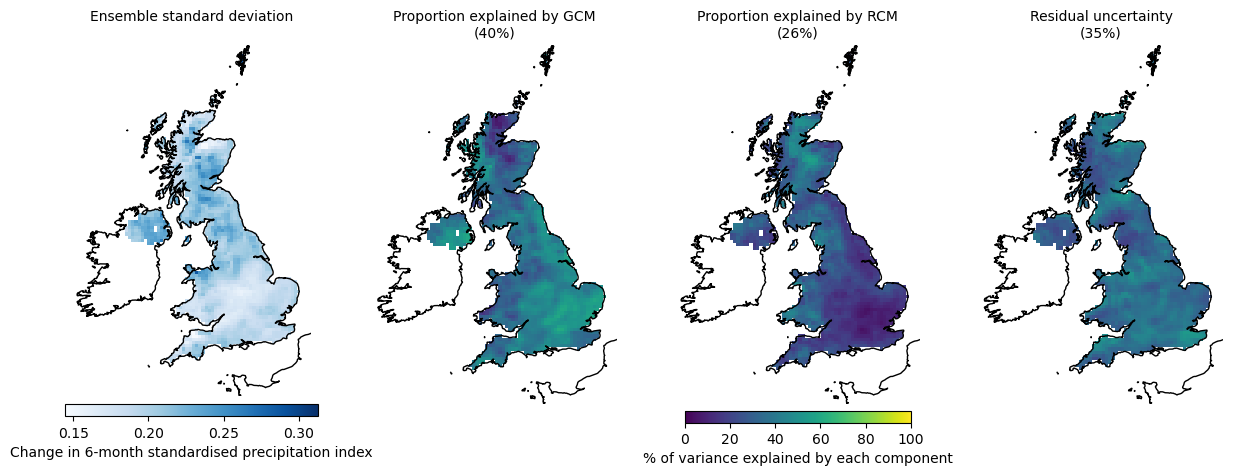 Ensemble standard deviation
Proportion explained by GCM
(40%)
Proportion explained by RCM
(26%)
Residual uncertainty
(35%)
0.15 0.20 0.25 0.30
Change in 6-month standardised precipitation index
0 20 40 60 80 100
% of variance explained by each component